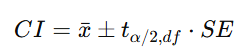 CI = x̄ ± t_{α/2,df} · SE